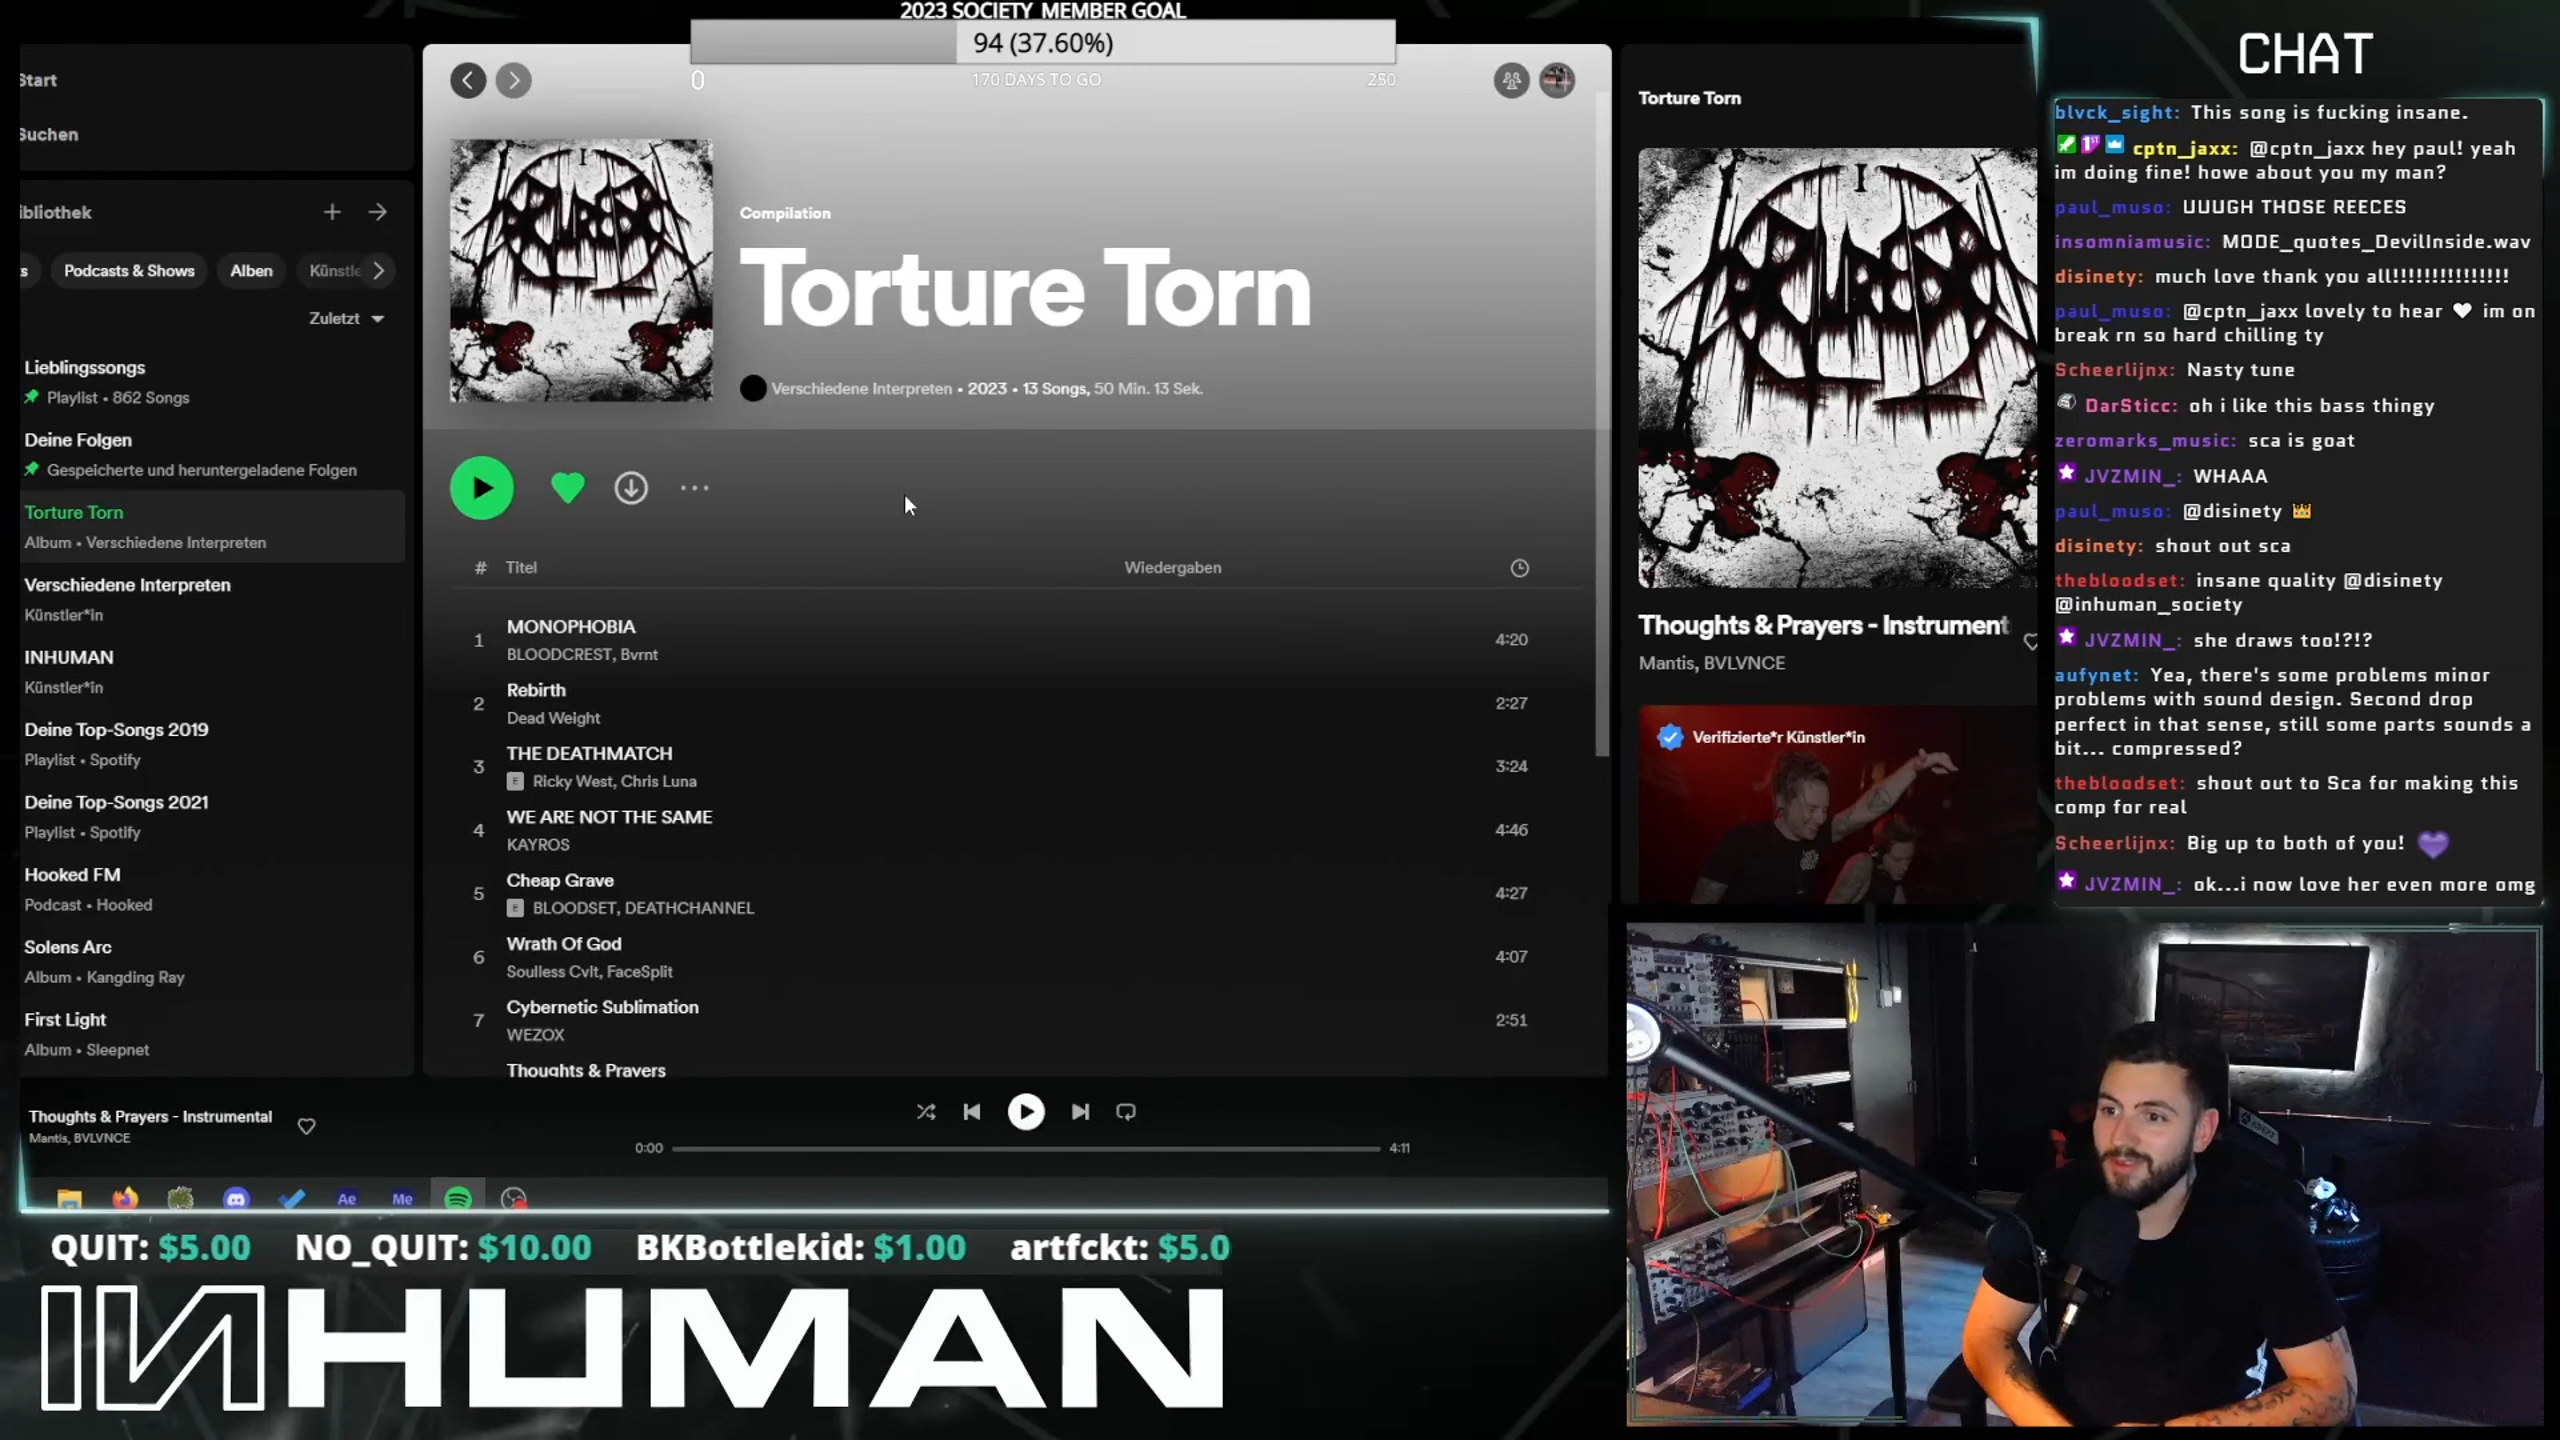 2023 SOCIETY MEMBER GOAL
94 (37.60%)
0
170 DAYS TO GO
250
Start
Suchen
ibliothek
s
Podcasts & Shows
Alben
Künstle
Zuletzt
Lieblingssongs
Playlist • 862 Songs
Deine Folgen
Gespeicherte und heruntergeladene Folgen
Torture Torn
Album • Verschiedene Interpreten
Verschiedene Interpreten
Künstler*in
INHUMAN
Künstler*in
Deine Top-Songs 2019
Playlist • Spotify
Deine Top-Songs 2021
Playlist • Spotify
Hooked FM
Podcast • Hooked
Solens Arc
Album • Kangding Ray
First Light
Album • Sleepnet
I
Compilation
Torture Torn
Verschiedene Interpreten • 2023 • 13 Songs, 50 Min. 13 Sek.
# Titel Wiedergaben
1 MONOPHOBIA 4:20
BLOODCREST, Bvrnt
2 Rebirth 2:27
Dead Weight
3 THE DEATHMATCH 3:24
E Ricky West, Chris Luna
4 WE ARE NOT THE SAME 4:46
KAYROS
5 Cheap Grave 4:27
E BLOODSET, DEATHCHANNEL
6 Wrath Of God 4:07
Soulless Cvlt, FaceSplit
7 Cybernetic Sublimation 2:51
WEZOX
Thoughts & Prayers
Torture Torn
I
Thoughts & Prayers - Instrument
Mantis, BVLVNCE
Verifizierte*r Künstler*in
Thoughts & Prayers - Instrumental
Mantis, BVLVNCE
0:00
4:11
Ae
Me
QUIT: $5.00 NO_QUIT: $10.00 BKBottlekid: $1.00 artfckt: $5.0
INHUMAN
CHAT
blvck_sight: This song is fucking insane.
cptn_jaxx: @cptn_jaxx hey paul! yeah
im doing fine! howe about you my man?
paul_muso: UUUGH THOSE REECES
insomniamusic: MODE_quotes_DevilInside.wav
disinety: much love thank you all!!!!!!!!!!!!!!!
paul_muso: @cptn_jaxx lovely to hear ♥ im on
break rn so hard chilling ty
Scheerlijnx: Nasty tune
DarSticc: oh i like this bass thingy
zeromarks_music: sca is goat
JVZMIN_: WHAAA
paul_muso: @disinety 👑
disinety: shout out sca
thebloodset: insane quality @disinety
@inhuman_society
JVZMIN_: she draws too!?!?
aufynet: Yea, there's some problems minor
problems with sound design. Second drop
perfect in that sense, still some parts sounds a
bit... compressed?
thebloodset: shout out to Sca for making this
comp for real
Scheerlijnx: Big up to both of you! 💜
JVZMIN_: ok...i now love her even more omg